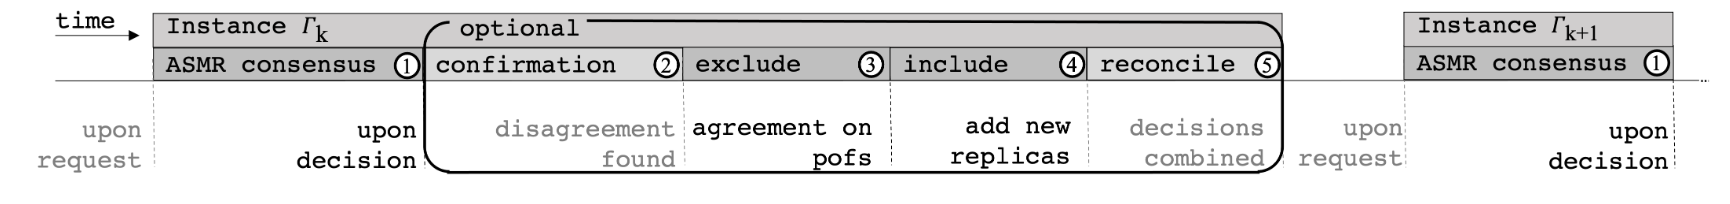 time
Instance Γk
optional
Instance Γk+1
ASMR consensus ①
confirmation ②
exclude ③
include ④
reconcile ⑤
ASMR consensus ①
upon
request
upon
decision
disagreement
found
agreement on
pofs
add new
replicas
decisions
combined
upon
request
upon
decision